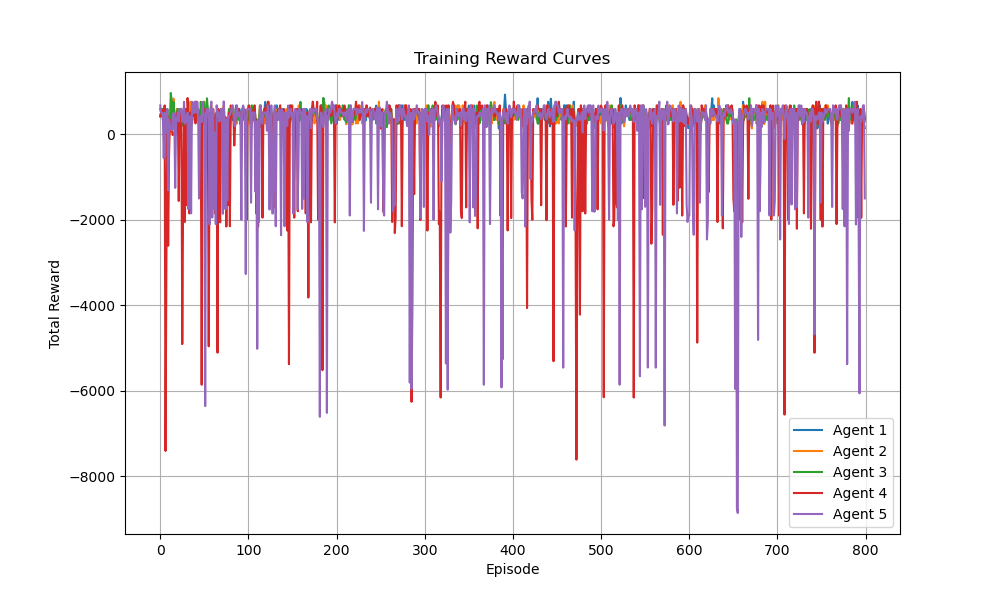 Training Reward Curves
Total Reward
0
−2000
−4000
−6000
−8000
0 100 200 300 400 500 600 700 800
Episode
Agent 1
Agent 2
Agent 3
Agent 4
Agent 5